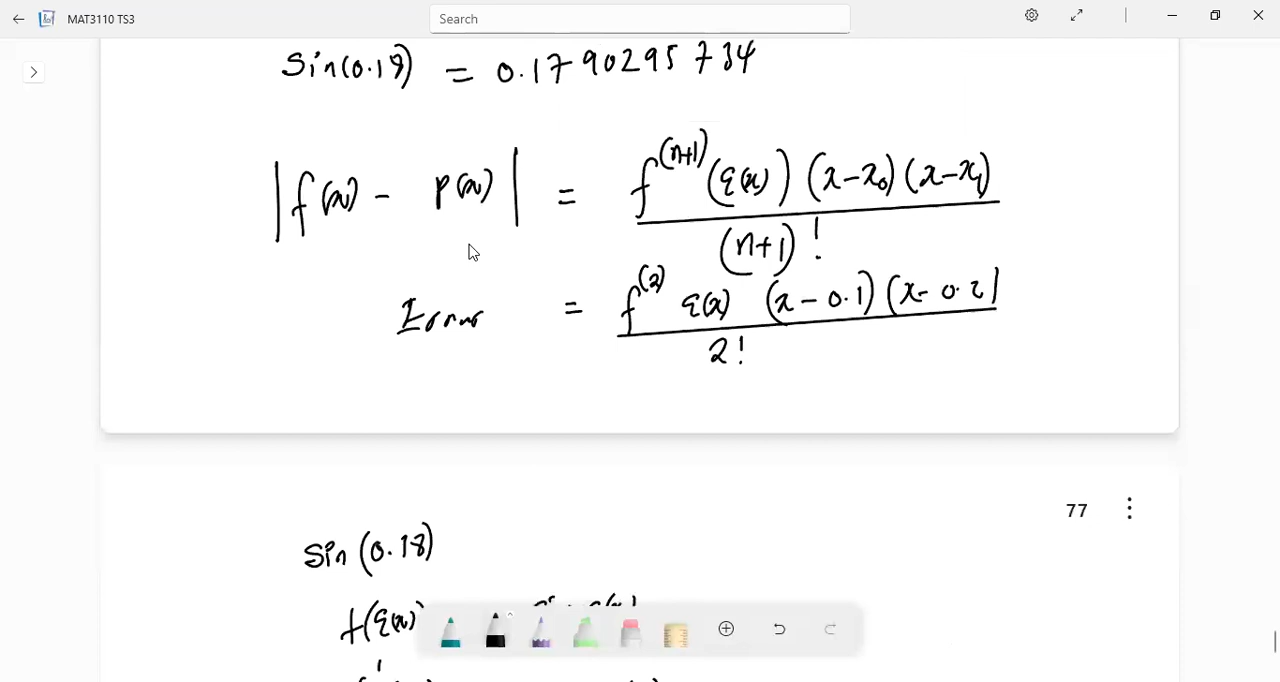 MAT3110 TS3
Search
Sin(0.18) = 0.1790295734
|f(x) - p(x)| = f^(n+1) (ξ(x)) (x-x₀)(x-x₁) / (n+1)!
Error = f^(2) ξ(x) (x-0.1)(x-0.2) / 2!
77
Sin(0.18)
f(ξ(x))